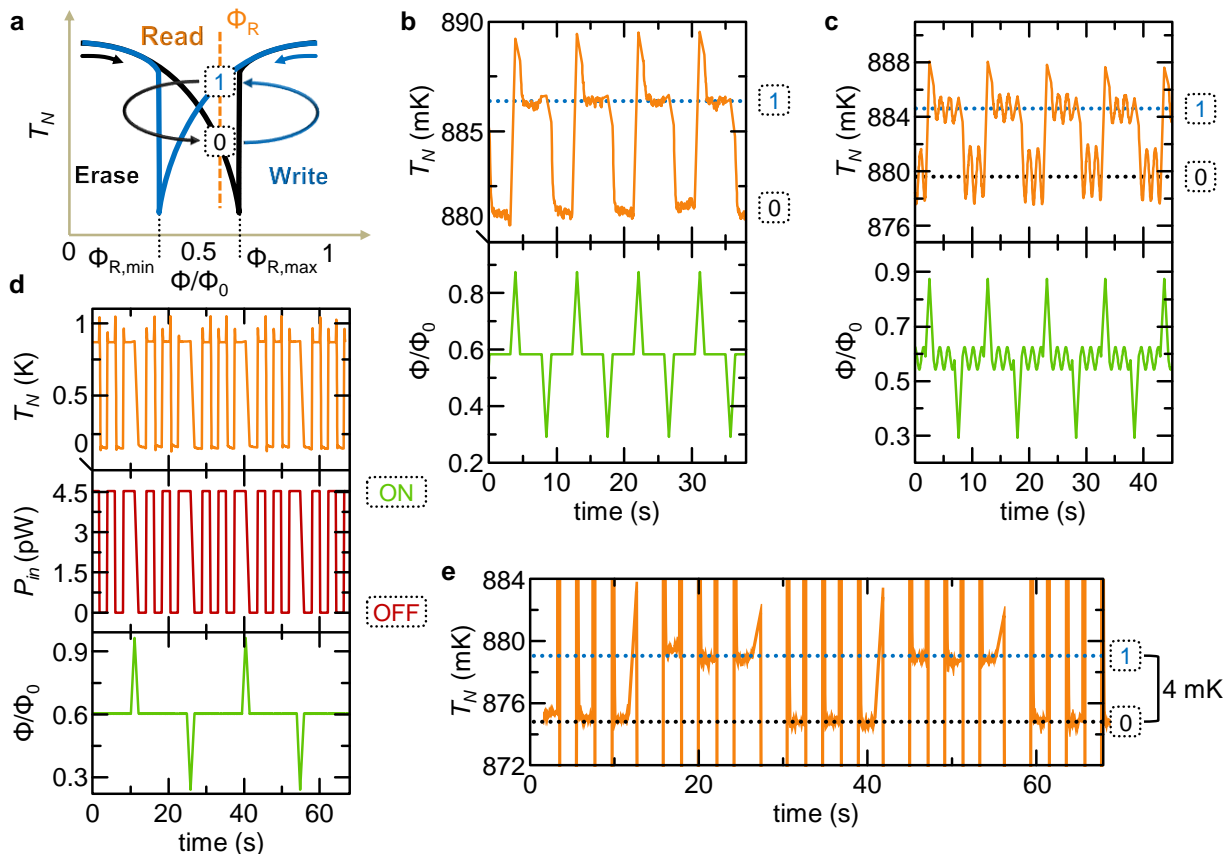 a
T_N
Read
Φ_R
1
0
Erase
Write
0
0.5
1
Φ_R,min
Φ_R,max
Φ/Φ_0
b
890
885
880
T_N (mK)
1
0
0.8
0.6
0.4
0.2
Φ/Φ_0
0 10 20 30
time (s)
c
888
884
880
876
T_N (mK)
1
0
0.9
0.7
0.5
0.3
Φ/Φ_0
0 10 20 30 40
time (s)
d
1
0.5
0
T_N (K)
4.5
3
1.5
0
P_in (pW)
ON
OFF
0.9
0.6
0.3
Φ/Φ_0
0 20 40 60
time (s)
e
884
880
876
872
T_N (mK)
1
0
4 mK
0 20 40 60
time (s)